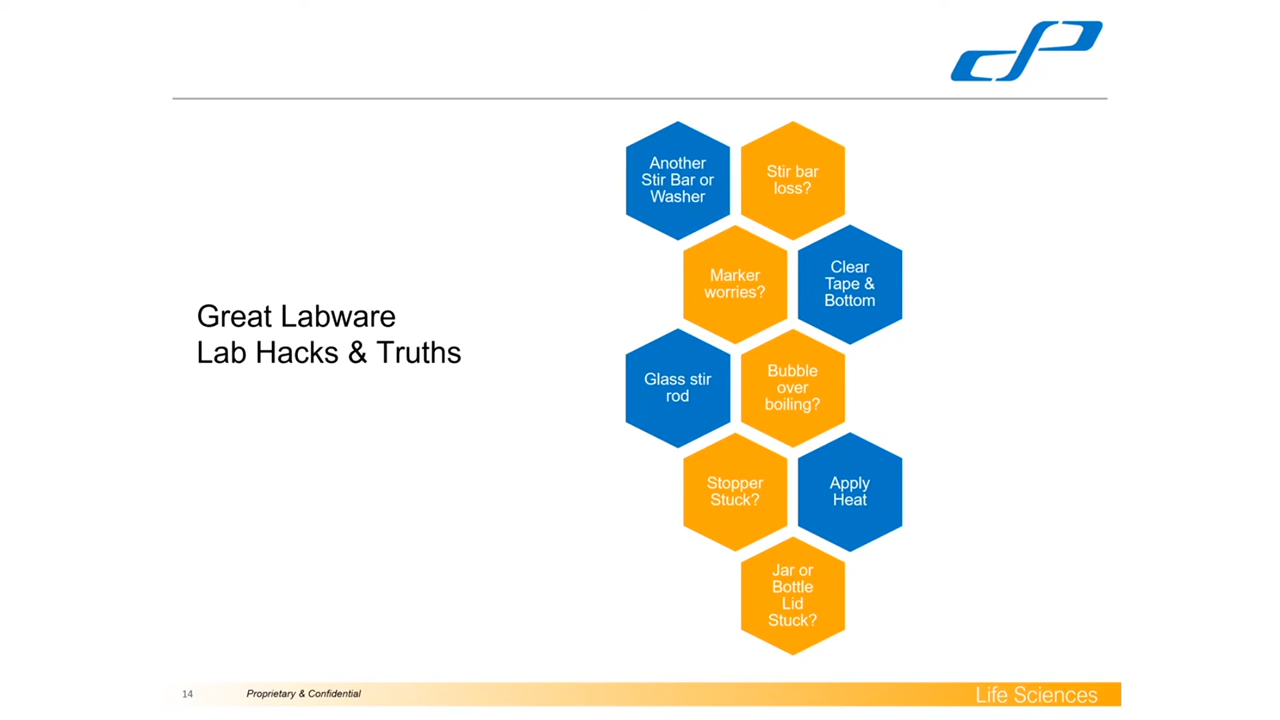 Great Labware
Lab Hacks & Truths
Another
Stir Bar or
Washer
Stir bar
loss?
Marker
worries?
Clear
Tape &
Bottom
Glass stir
rod
Bubble
over
boiling?
Stopper
Stuck?
Apply
Heat
Jar or
Bottle
Lid
Stuck?
14
Proprietary & Confidential
Life Sciences